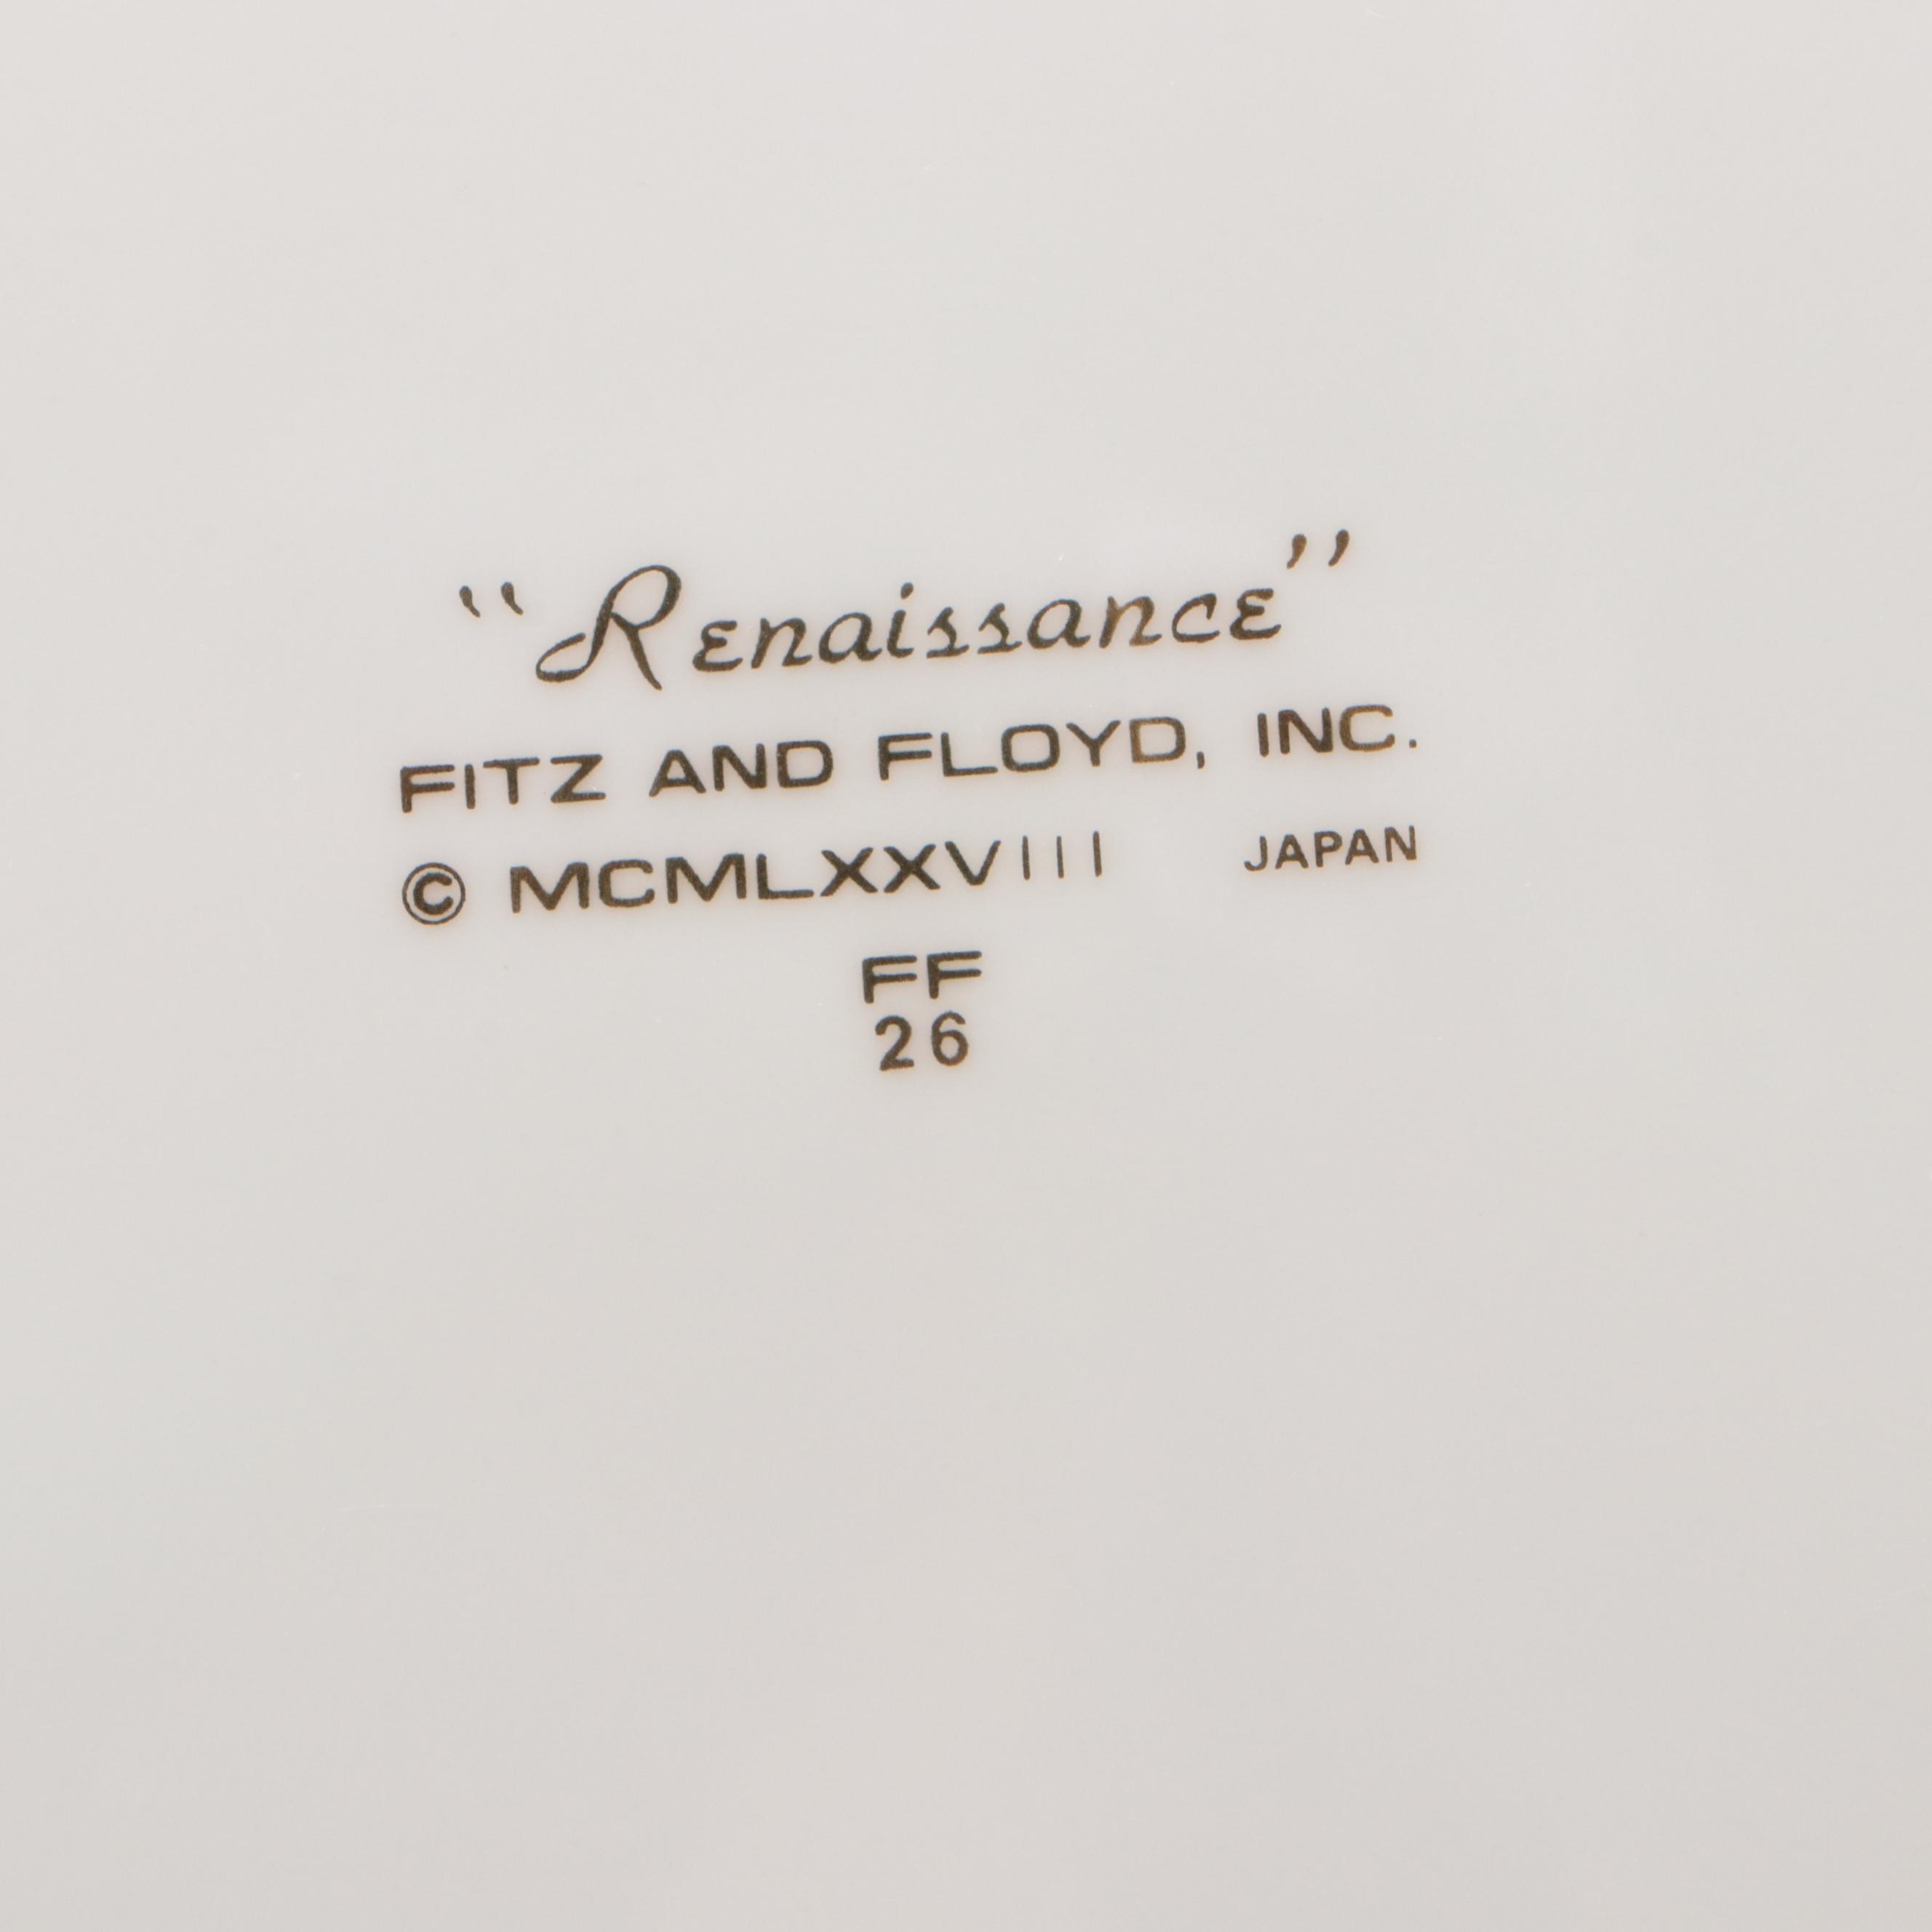 “Renaissance”
FITZ AND FLOYD, INC.
© MCMLXXVIII JAPAN
FF
26